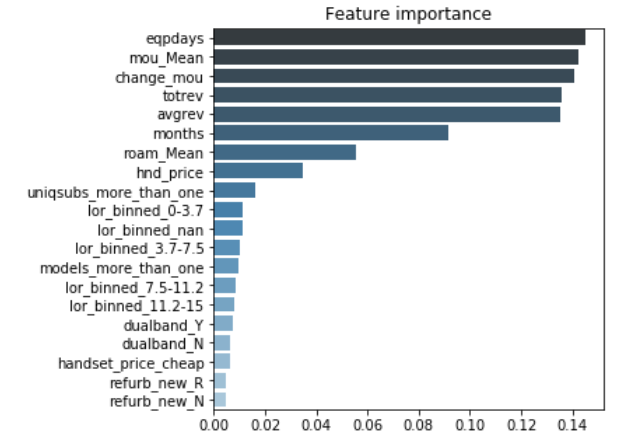 Feature importance
eqpdays
mou_Mean
change_mou
totrev
avgrev
months
roam_Mean
hnd_price
uniqsubs_more_than_one
lor_binned_0-3.7
lor_binned_nan
lor_binned_3.7-7.5
models_more_than_one
lor_binned_7.5-11.2
lor_binned_11.2-15
dualband_Y
dualband_N
handset_price_cheap
refurb_new_R
refurb_new_N
0.00 0.02 0.04 0.06 0.08 0.10 0.12 0.14